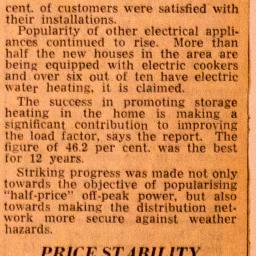 cent. of customers were satisfied with
their installations.
Popularity of other electrical appli-
ances continued to rise. More than
half the new houses in the area are
being equipped with electric cookers
and over six out of ten have electric
water heating, it is claimed.
The success in promoting storage
heating in the home is making a
significant contribution to improving
the load factor, says the report. The
figure of 46.2 per cent. was the best
for 12 years.
Striking progress was made not only
towards the objective of popularising
"half-price" off-peak power, but also
towards making the distribution net-
work more secure against weather
hazards.
PRICE STABILITY